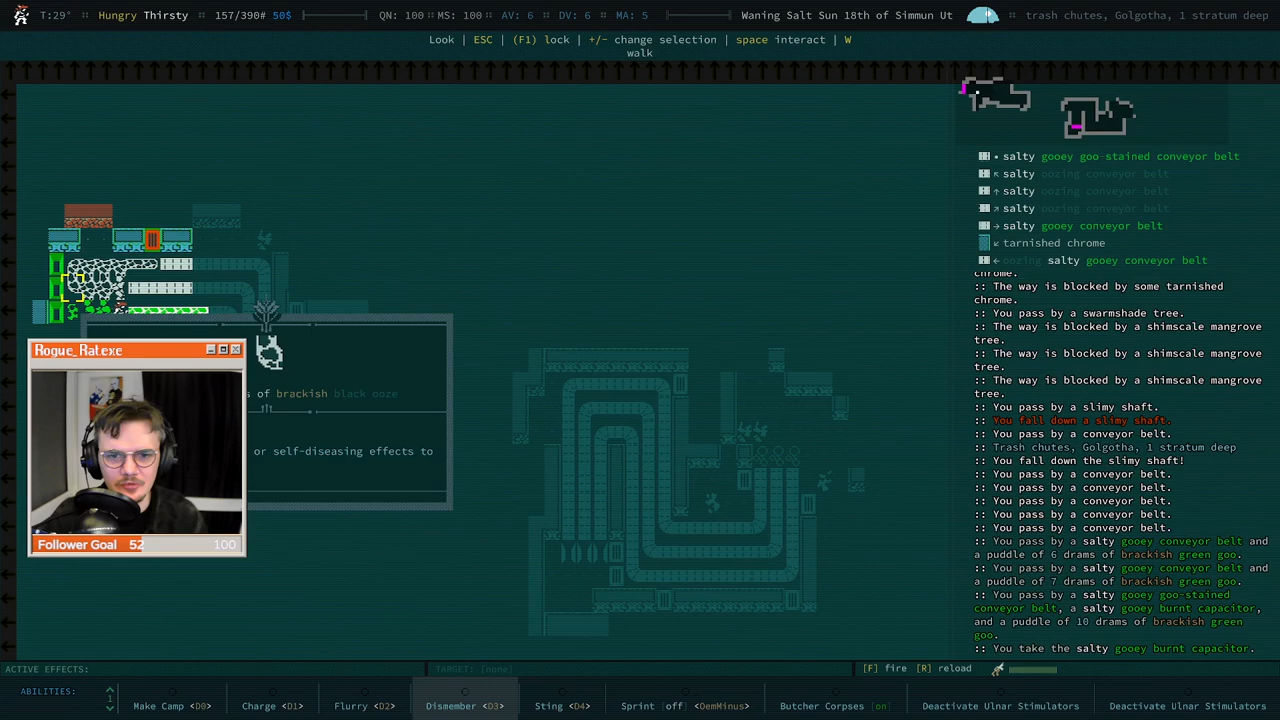 T:29° :: Hungry Thirsty :: 157/390# 50$ QN: 100 :: MS: 100 :: AV: 6 :: DV: 6 :: MA: 5 Waning Salt Sun 18th of Simmun Ut :: trash chutes, Golgotha, 1 stratum deep
Look | ESC | (F1) lock | +/- change selection | space interact | W
walk
salty gooey goo-stained conveyor belt
salty oozing conveyor belt
salty oozing conveyor belt
salty oozing conveyor belt
salty gooey conveyor belt
tarnished chrome
oozing salty gooey conveyor belt
chrome.
:: The way is blocked by some tarnished
chrome.
:: You pass by a swarmshade tree.
:: The way is blocked by a shimscale mangrove
tree.
:: The way is blocked by a shimscale mangrove
tree.
:: The way is blocked by a shimscale mangrove
tree.
:: You pass by a slimy shaft.
:: You fall down a slimy shaft.
:: You pass by a conveyor belt.
:: Trash chutes, Golgotha, 1 stratum deep
:: You fall down the slimy shaft!
:: You pass by a conveyor belt.
:: You pass by a conveyor belt.
:: You pass by a conveyor belt.
:: You pass by a conveyor belt.
:: You pass by a conveyor belt.
:: You pass by a salty gooey conveyor belt and
a puddle of 6 drams of brackish green goo.
:: You pass by a salty gooey conveyor belt and
a puddle of 7 drams of brackish green goo.
:: You pass by a salty gooey goo-stained
conveyor belt, a salty gooey burnt capacitor,
and a puddle of 10 drams of brackish green
goo.
:: You take the salty gooey burnt capacitor.
Rogue_Rat.exe
s of brackish black ooze
or self-diseasing effects to
Follower Goal 52 100
ACTIVE EFFECTS: TARGET: [none] [F] fire [R] reload
ABILITIES: 1 Make Camp <D0> Charge <D1> Flurry <D2> Dismember <D3> Sting <D4> Sprint [off] <OemMinus> Butcher Corpses [on] Deactivate Ulnar Stimulators Deactivate Ulnar Stimulators